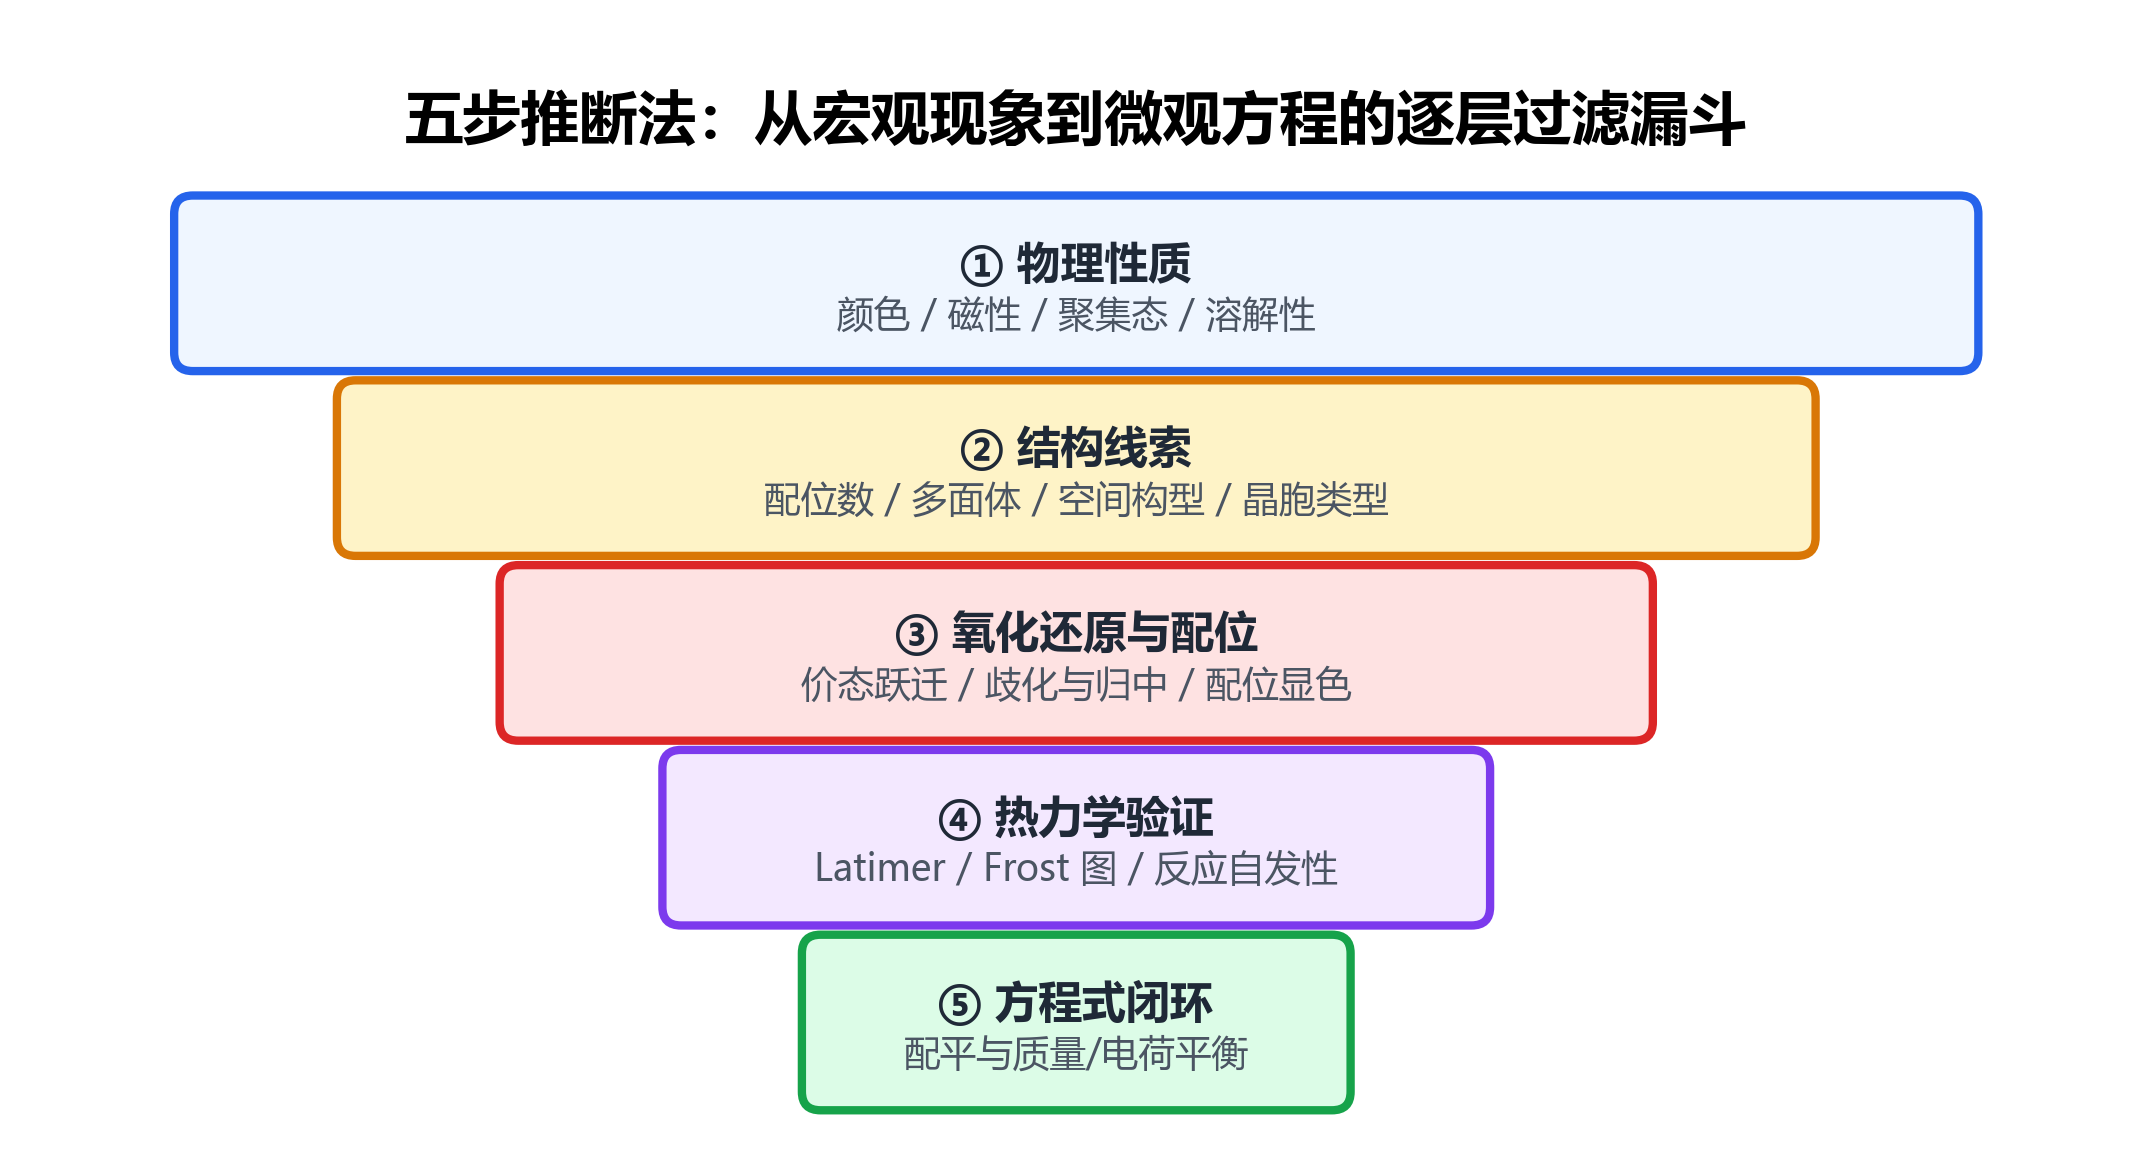 五步推断法：从宏观现象到微观方程的逐层过滤漏斗
① 物理性质
颜色 / 磁性 / 聚集态 / 溶解性
② 结构线索
配位数 / 多面体 / 空间构型 / 晶胞类型
③ 氧化还原与配位
价态跃迁 / 歧化与归中 / 配位显色
④ 热力学验证
Latimer / Frost 图 / 反应自发性
⑤ 方程式闭环
配平与质量/电荷平衡